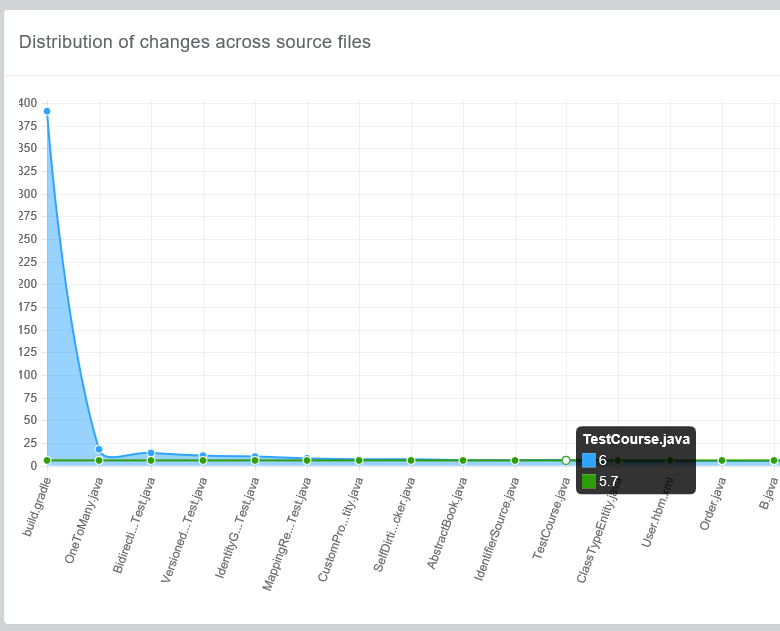 Distribution of changes across source files
400
375
350
325
300
275
250
225
200
175
150
125
100
75
50
25
0
TestCourse.java
6
5.7
build.gradle
OneToMany.java
Bidirecti...Test.java
Versioned...Test.java
IdentityG...Test.java
MappingRe...Test.java
CustomPro...tity.java
SelfDirti...cker.java
AbstractBook.java
IdentifierSource.java
TestCourse.java
ClassTypeEntity.java
User.hbm.xml
Order.java
B.java